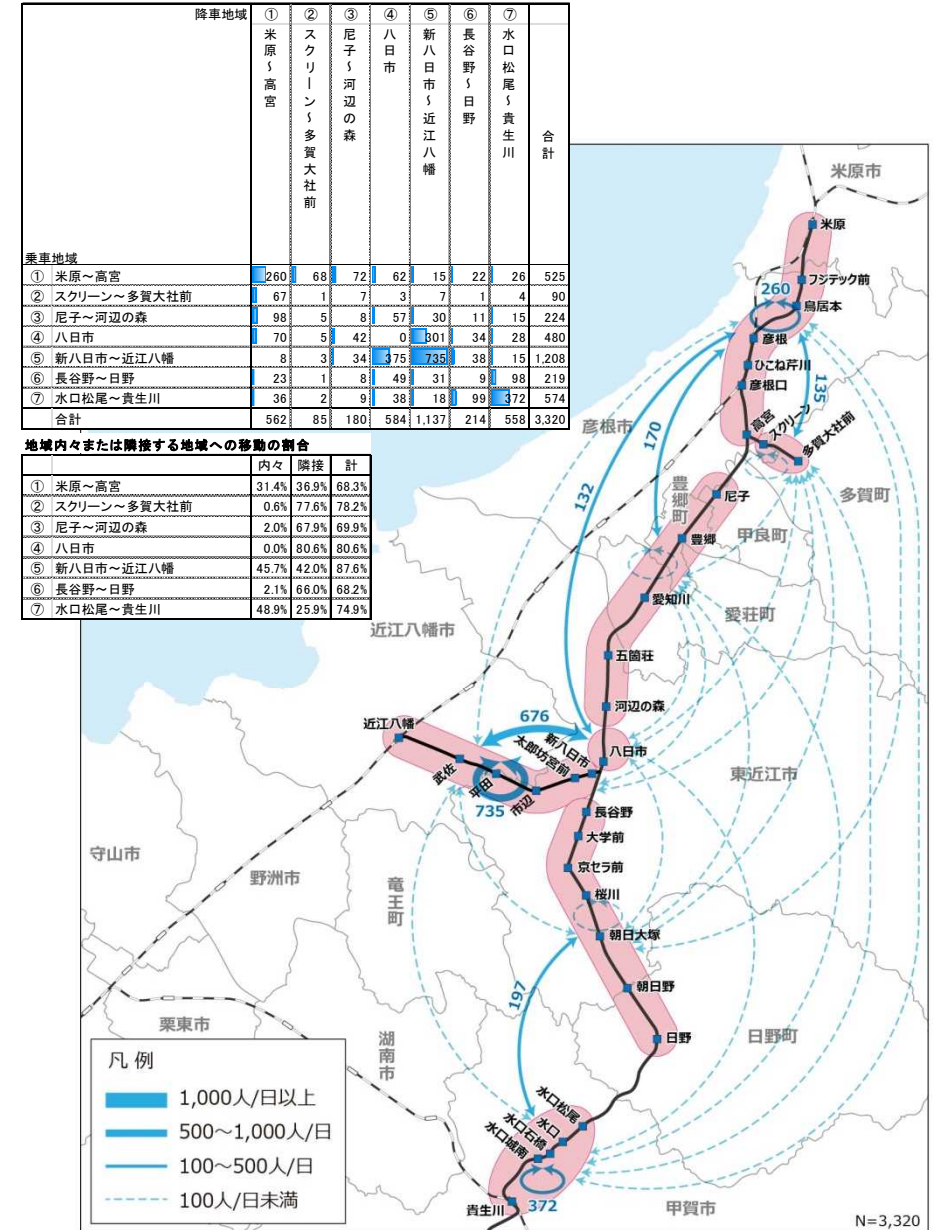 降車地域 ① ② ③ ④ ⑤ ⑥ ⑦
米原～高宮
スクリーン～多賀大社前
尼子～河辺の森
八日市
新八日市～近江八幡
長谷野～日野
水口松尾～貴生川
合計
乗車地域
① 米原～高宮 260 68 72 62 15 22 26 525
② スクリーン～多賀大社前 67 1 7 3 7 1 4 90
③ 尼子～河辺の森 98 5 8 57 30 11 15 224
④ 八日市 70 5 42 0 301 34 28 480
⑤ 新八日市～近江八幡 8 3 34 375 735 38 15 1,208
⑥ 長谷野～日野 23 1 8 49 31 9 98 219
⑦ 水口松尾～貴生川 36 2 9 38 18 99 372 574
合計 562 85 180 584 1,137 214 558 3,320
地域内々または隣接する地域への移動の割合
内々 隣接 計
① 米原～高宮 31.4% 36.9% 68.3%
② スクリーン～多賀大社前 0.6% 77.6% 78.2%
③ 尼子～河辺の森 2.0% 67.9% 69.9%
④ 八日市 0.0% 80.6% 80.6%
⑤ 新八日市～近江八幡 45.7% 42.0% 87.6%
⑥ 長谷野～日野 2.1% 66.0% 68.2%
⑦ 水口松尾～貴生川 48.9% 25.9% 74.9%
米原市
米原
フジテック前
260
鳥居本
彦根
ひこね芹川
135
彦根口
高宮
スクリーン
多賀大社前
彦根市
170
132
多賀町
豊郷町
尼子
甲良町
豊郷
愛知川
愛荘町
近江八幡市
五箇荘
河辺の森
近江八幡
676
新八日市
太郎坊宮前
八日市
武佐
平田
市辺
735
東近江市
長谷野
大学前
守山市
野洲市
竜王町
京セラ前
桜川
朝日大塚
197
朝日野
栗東市
湖南市
日野
日野町
水口松尾
水口
水口石橋
水口城南
372
貴生川
甲賀市
凡例
1,000人/日以上
500～1,000人/日
100～500人/日
100人/日未満
N=3,320